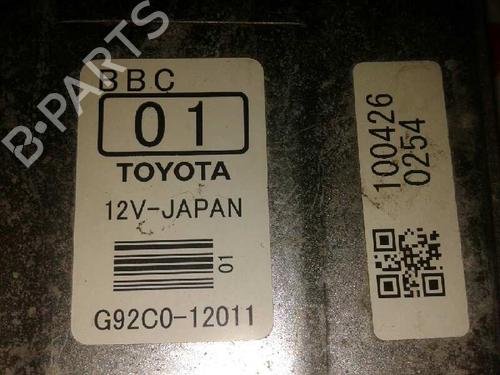 B-PARTS
BBC
01
TOYOTA
12V-JAPAN
01
G92C0-12011
100426
0254